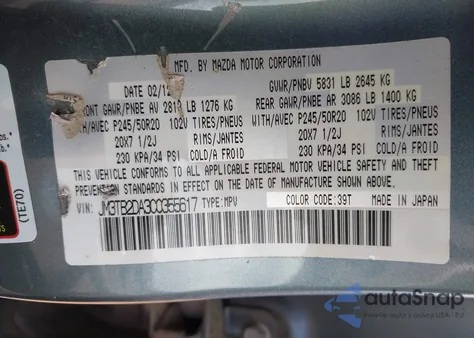 MFD. BY MAZDA MOTOR CORPORATION
02/1
GVWR/PNBV 5831 LB 2645 KG
FRONT GAWR/PNBE AV LB 1276 KG
REAR GAWR/PNBE AR 3086 LB 1400 KG
WITH/AVEC P245/50R20 102V TIRES/PNEUS
WITH/AVEC P245/50R20 102V TIRES/PNEUS
20X7 1/2J RIMS/JANTES
20X7 1/2J RIMS/JANTES
230 KPA/34 PSI COLD/A FROID
230 KPA/34 PSI COLD/A FROID
THIS VEHICLE CONFORMS TO ALL APPLICABLE FEDERAL MOTOR VEHICLE SAFETY AND THEFT
PREVENTION STANDARDS IN EFFECT ON THE DATE OF MANUFACTURE SHOWN ABOVE.
VIN: TYPE:MPV
COLOR CODE:39T
MADE IN JAPAN
(TE70)
lbs.*
autoSnap